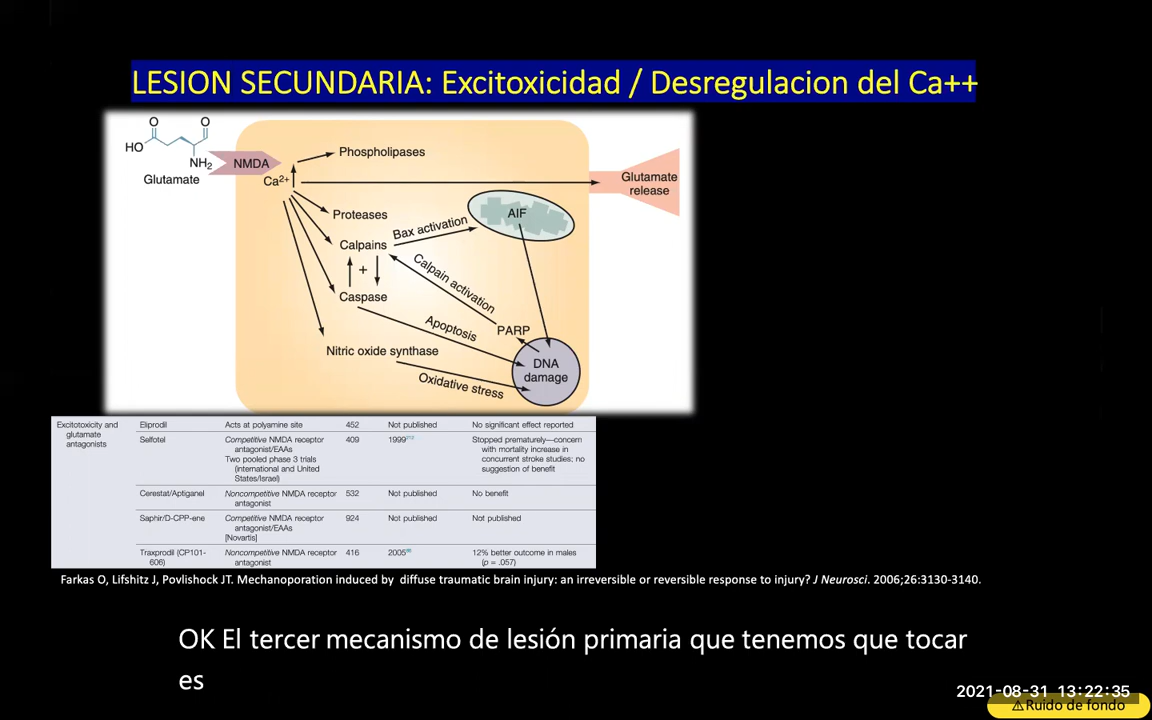 LESION SECUNDARIA: Excitoxicidad / Desregulacion del Ca++
O O
HO
NH₂
Glutamate
NMDA
Ca²⁺
Phospholipases
Glutamate
release
Proteases
Bax activation
AIF
Calpains
+
Calpain activation
Caspase
Apoptosis
PARP
Nitric oxide synthase
DNA
damage
Oxidative stress
Excitotoxicity and
glutamate
antagonists
Eliprodil Acts at polyamine site 452 Not published No significant effect reported
Selfotel Competitive NMDA receptor 409 1999²¹² Stopped prematurely—concern
antagonist/EAAs with mortality increase in
Two pooled phase 3 trials concurrent stroke studies; no
(international and United suggestion of benefit
States/Israel)
Cerestat/Aptiganel Noncompetitive NMDA receptor 532 Not published No benefit
antagonist
Saphir/D-CPP-ene Competitive NMDA receptor 924 Not published Not published
antagonist/EAAs
[Novartis]
Traxprodil (CP101- Noncompetitive NMDA receptor 416 2005 12% better outcome in males
606) antagonist (p = .057)
Farkas O, Lifshitz J, Povlishock JT. Mechanoporation induced by diffuse traumatic brain injury: an irreversible or reversible response to injury? J Neurosci. 2006;26:3130-3140.
OK El tercer mecanismo de lesión primaria que tenemos que tocar
es
2021-08-31 13:22:35
⚠Ruido de fondo